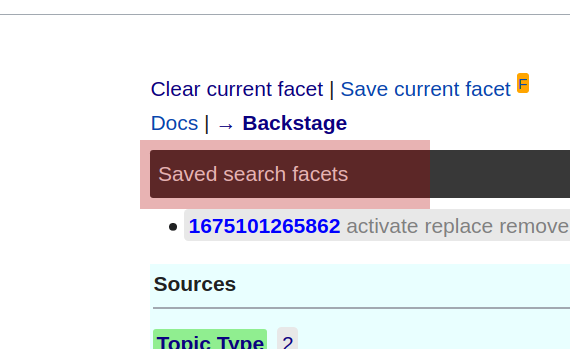 Clear current facet | Save current facet F
Docs | → Backstage
Saved search facets
1675101265862 activate replace remove
Sources
Topic Type 2